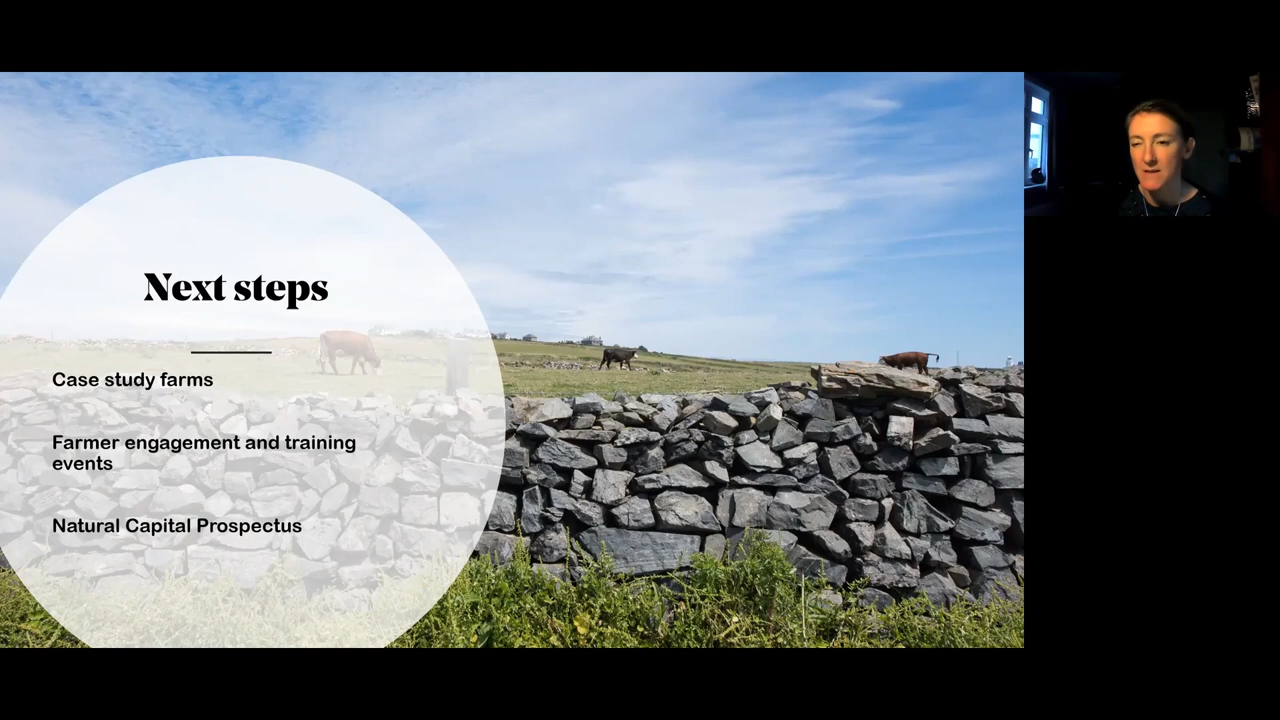 Next steps
Case study farms
Farmer engagement and training
events
Natural Capital Prospectus